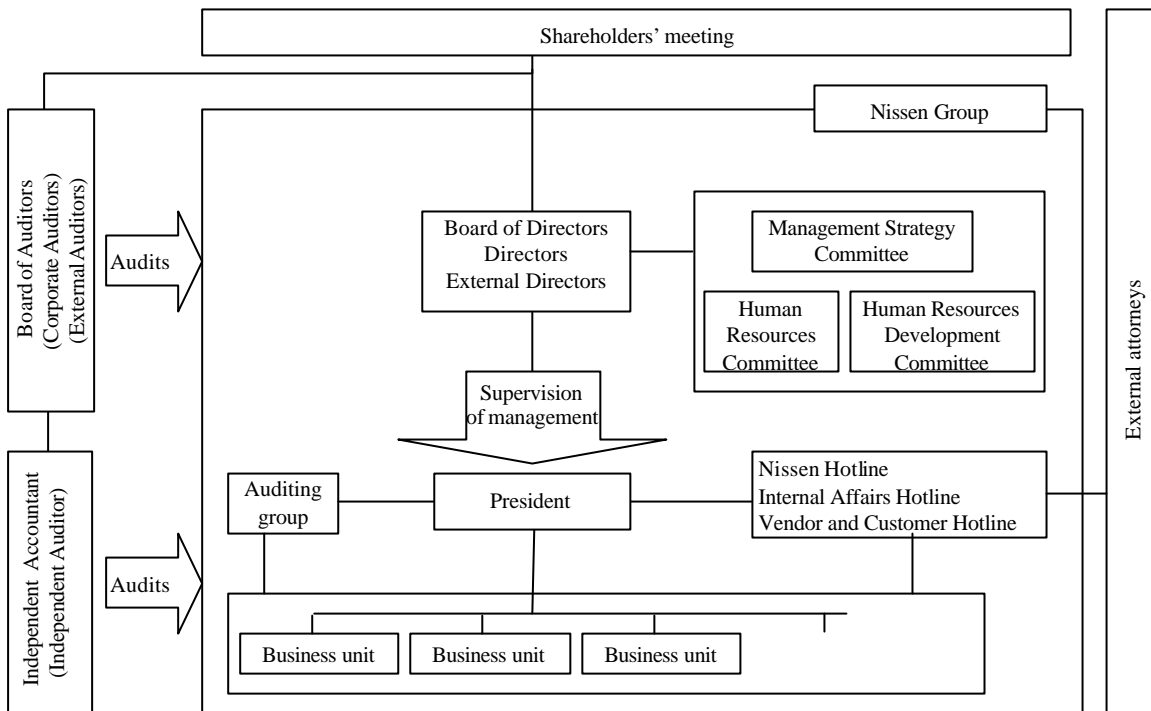 Shareholders’ meeting
Nissen Group
Board of Auditors
(Corporate Auditors)
(External Auditors)
Audits
Board of Directors
Directors
External Directors
Management Strategy
Committee
Human
Resources
Committee
Human Resources
Development
Committee
External attorneys
Supervision
of management
Independent Accountant
(Independent Auditor)
Audits
Auditing
group
President
Nissen Hotline
Internal Affairs Hotline
Vendor and Customer Hotline
Business unit
Business unit
Business unit